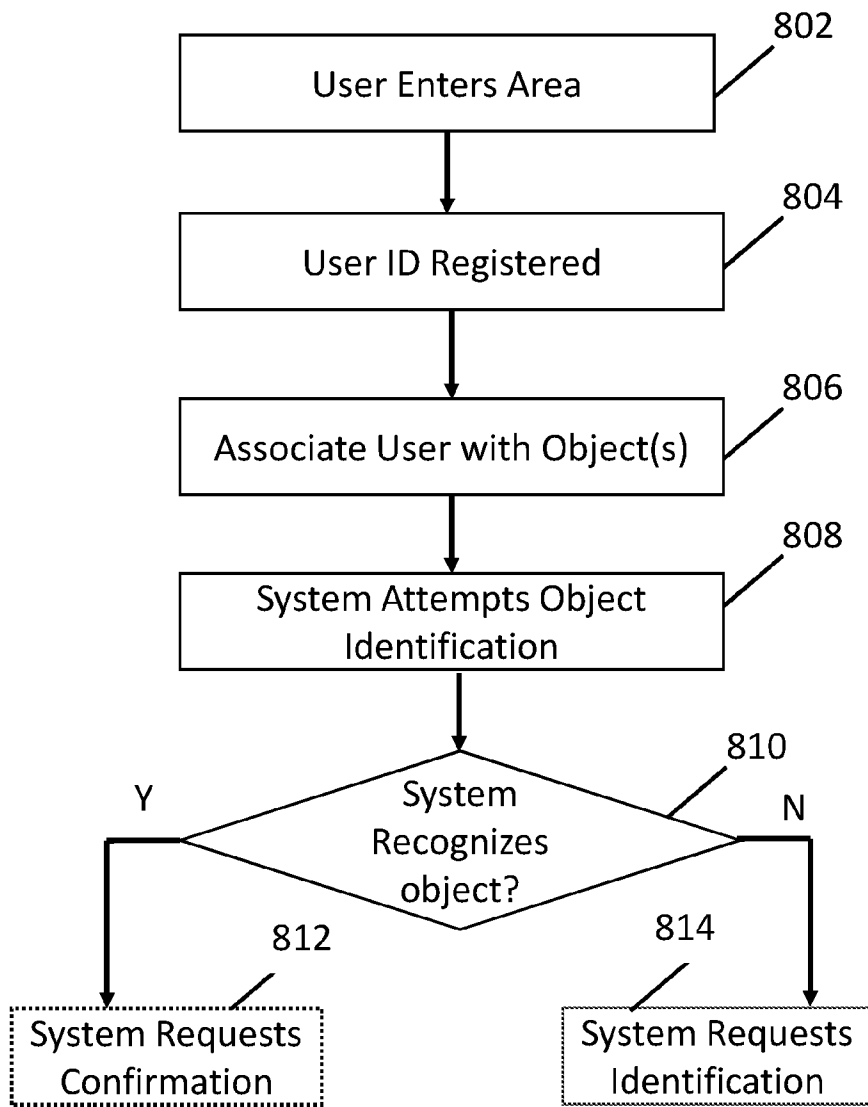 802
User Enters Area
804
User ID Registered
806
Associate User with Object(s)
808
System Attempts Object
Identification
810
Y
System
N
Recognizes
object?
812
814
System Requests
Confirmation
System Requests
Identification